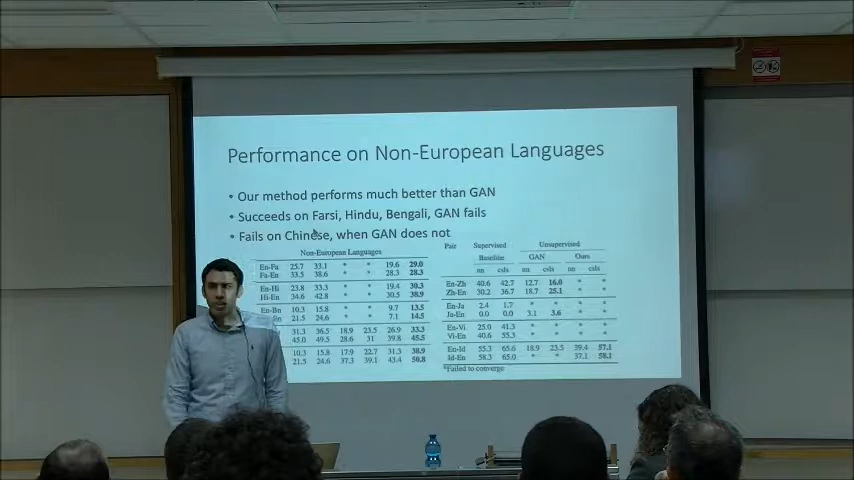 Performance on Non-European Languages
• Our method performs much better than GAN
• Succeeds on Farsi, Hindu, Bengali, GAN fails
• Fails on Chinese, when GAN does not
Non-European Languages
En-Fa 25.7 33.1 * * 19.6 29.0
Fa-En 33.5 38.6 * * 28.3 28.3
En-Hi 23.8 33.3 * * 19.4 30.3
Hi-En 34.6 42.8 * * 30.5 38.9
En-Bn 10.3 15.8 * * 9.7 13.5
21.5 24.6 * * 7.1 14.5
31.3 36.5 18.9 23.5 26.9 33.3
45.0 49.5 28.6 31 39.8 45.5
10.3 15.8 17.9 22.7 31.3 38.9
21.5 24.6 37.3 39.1 43.4 50.8
Pair Supervised Unsupervised
Baseline GAN Ours
nn csls nn csls nn csls
En-Zh 40.6 42.7 12.7 16.0 * *
Zh-En 30.2 36.7 18.7 25.1 * *
En-Ja 2.4 1.7 * * * *
Ja-En 0.0 0.0 3.1 3.6 * *
En-Vi 25.0 41.3 * * * *
Vi-En 40.6 55.3 * * * *
En-Id 55.3 65.6 18.9 23.5 39.4 57.1
Id-En 58.3 65.0 * * 37.1 58.1
*Failed to converge